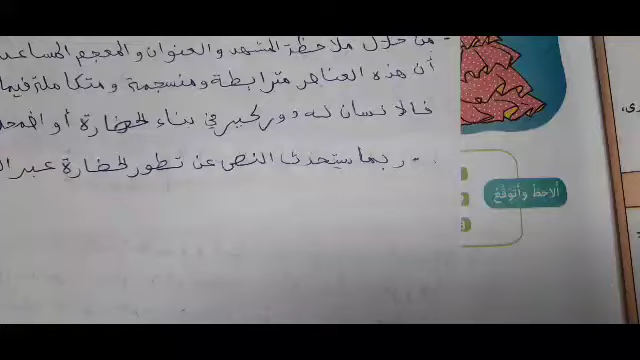 من خلال ملاحظة المشهد والعنوان والمعجم المساعد
أن هذه العناصر مترابطة ومنسجمة ومتكاملة فيما
فالإنسان له دور كبير في بناء الحضارة أو
- ربما سيتحدث النص عن تطور الحضارة عبر
ألاحظ وأتوقع